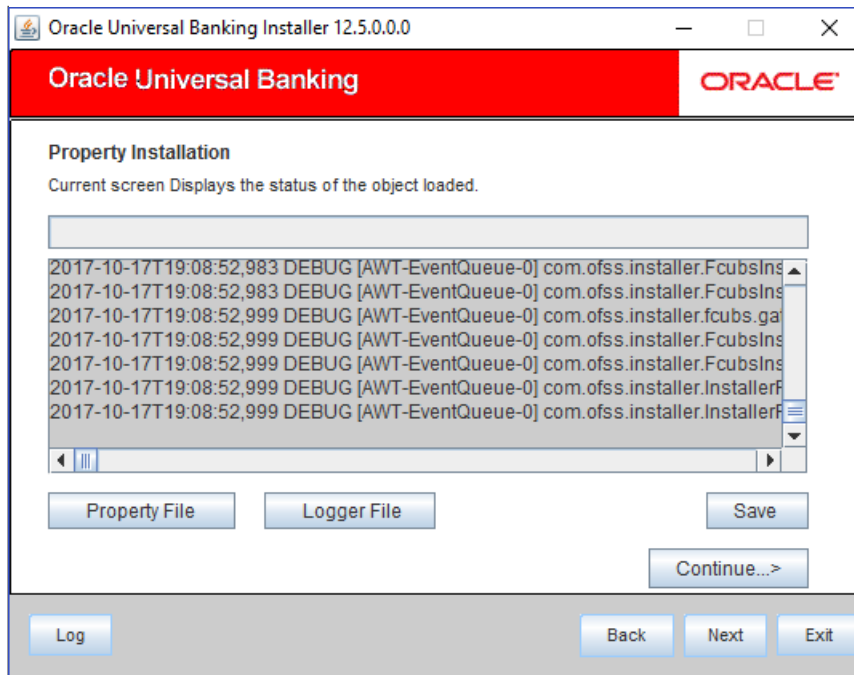 Oracle Universal Banking Installer 12.5.0.0.0
Oracle Universal Banking
ORACLE
Property Installation
Current screen Displays the status of the object loaded.
2017-10-17T19:08:52,983 DEBUG [AWT-EventQueue-0] com.ofss.installer.FcubsIns
2017-10-17T19:08:52,983 DEBUG [AWT-EventQueue-0] com.ofss.installer.FcubsIns
2017-10-17T19:08:52,999 DEBUG [AWT-EventQueue-0] com.ofss.installer.fcubs.ga
2017-10-17T19:08:52,999 DEBUG [AWT-EventQueue-0] com.ofss.installer.FcubsIns
2017-10-17T19:08:52,999 DEBUG [AWT-EventQueue-0] com.ofss.installer.FcubsIns
2017-10-17T19:08:52,999 DEBUG [AWT-EventQueue-0] com.ofss.installer.Installer
2017-10-17T19:08:52,999 DEBUG [AWT-EventQueue-0] com.ofss.installer.Installer
Property File Logger File Save
Continue...>
Log Back Next Exit